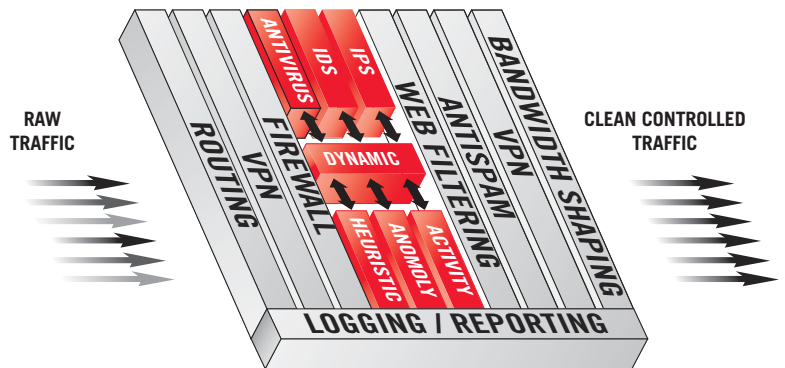 RAW
TRAFFIC
ROUTING
VPN
FIREWALL
ANTIVIRUS
IDS
IPS
DYNAMIC
HEURISTIC
ANOMOLY
ACTIVITY
WEB FILTERING
ANTISPAM
VPN
BANDWIDTH SHAPING
LOGGING / REPORTING
CLEAN CONTROLLED
TRAFFIC